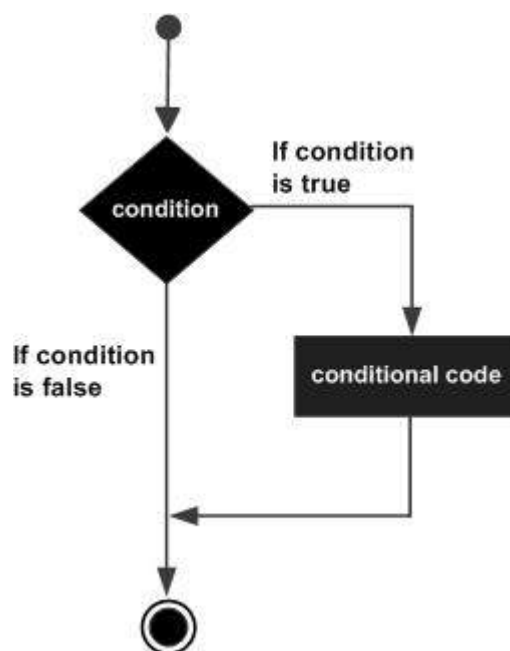 If condition
is true
condition
If condition
is false
conditional code